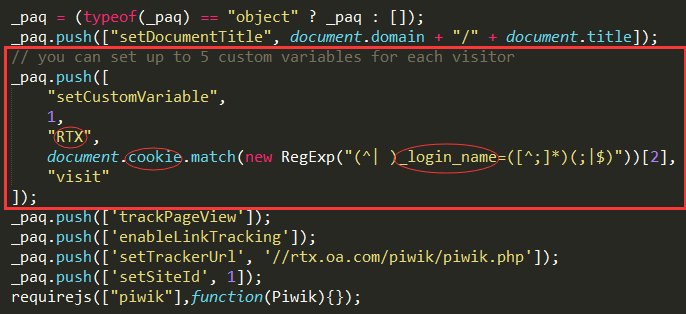 _paq = (typeof(_paq) == "object" ? _paq : []);
_paq.push(["setDocumentTitle", document.domain + "/" + document.title]);
// you can set up to 5 custom variables for each visitor
_paq.push([
    "setCustomVariable",
    1,
    "RTX",
    document.cookie.match(new RegExp("(^| )_login_name=([^;]*)(;|$)"))[2],
    "visit"
]);
_paq.push(['trackPageView']);
_paq.push(['enableLinkTracking']);
_paq.push(['setTrackerUrl', '//rtx.oa.com/piwik/piwik.php']);
_paq.push(['setSiteId', 1]);
requirejs(["piwik"],function(Piwik){});